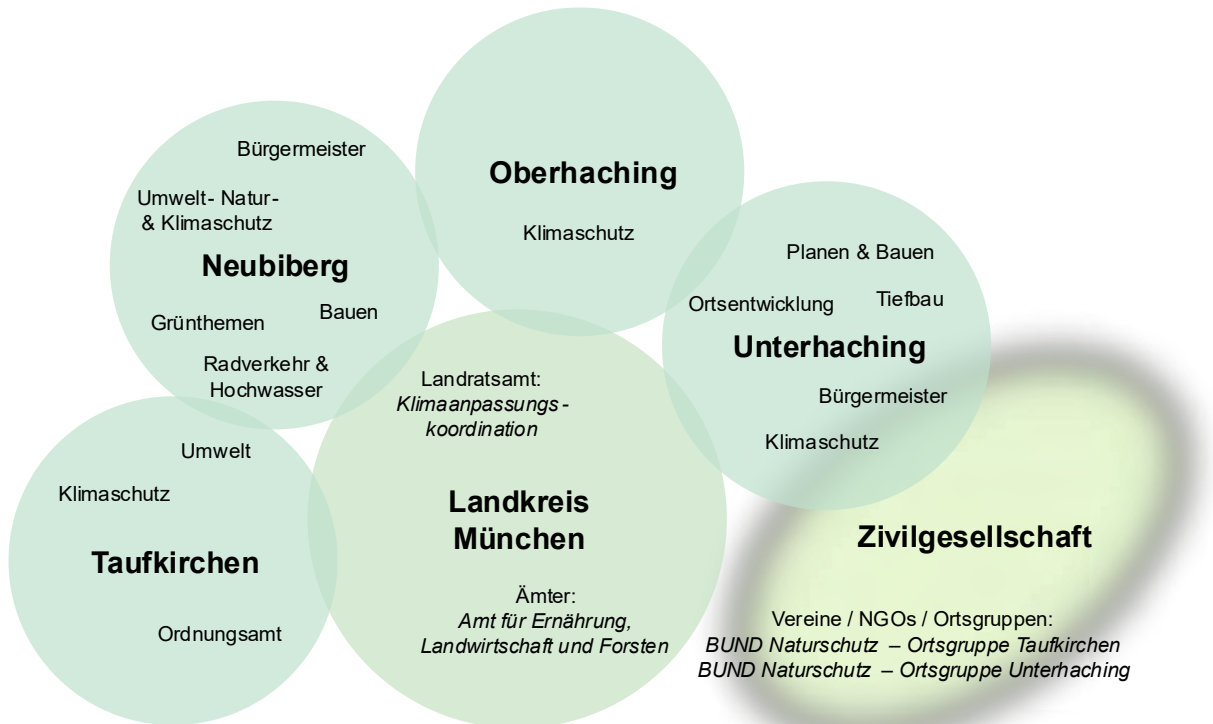 Bürgermeister
Umwelt- Natur-
& Klimaschutz
Neubiberg
Grünthemen
Bauen
Radverkehr &
Hochwasser
Oberhaching
Klimaschutz
Planen & Bauen
Ortsentwicklung
Tiefbau
Unterhaching
Bürgermeister
Klimaschutz
Umwelt
Klimaschutz
Taufkirchen
Ordnungsamt
Landratsamt:
Klimaanpassungs-
koordination
Landkreis
München
Ämter:
Amt für Ernährung,
Landwirtschaft und Forsten
Zivilgesellschaft
Vereine / NGOs / Ortsgruppen:
BUND Naturschutz – Ortsgruppe Taufkirchen
BUND Naturschutz – Ortsgruppe Unterhaching